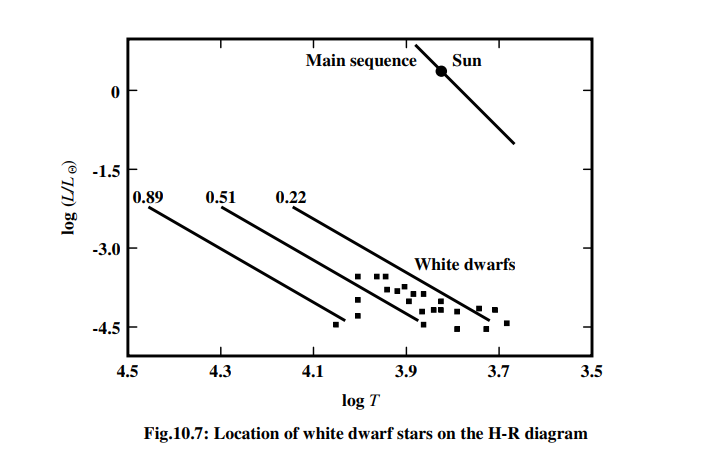 Main sequence
Sun
0
-1.5
-3.0
-4.5
log (L/L ⊙)
0.89
0.51
0.22
White dwarfs
4.5
4.3
4.1
3.9
3.7
3.5
log T
Fig.10.7: Location of white dwarf stars on the H-R diagram